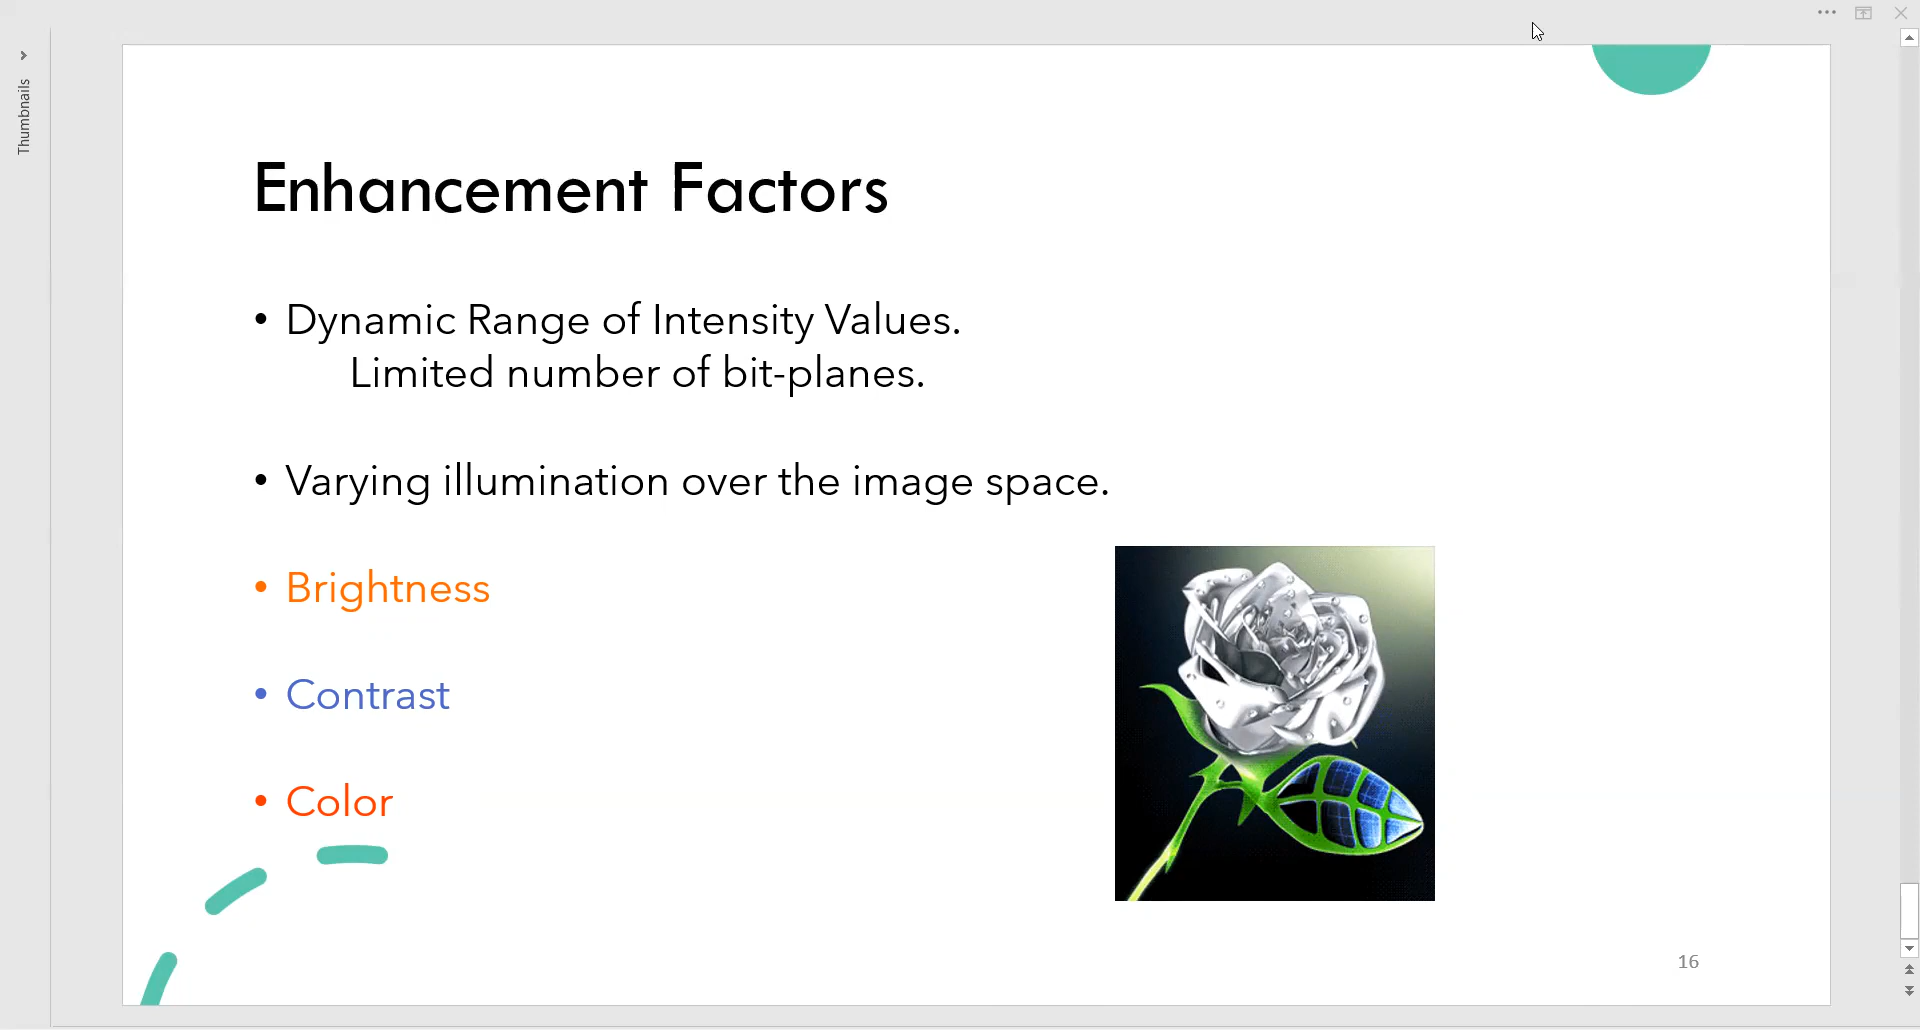 Thumbnails
Enhancement Factors
• Dynamic Range of Intensity Values.
Limited number of bit-planes.
• Varying illumination over the image space.
• Brightness
• Contrast
• Color
16